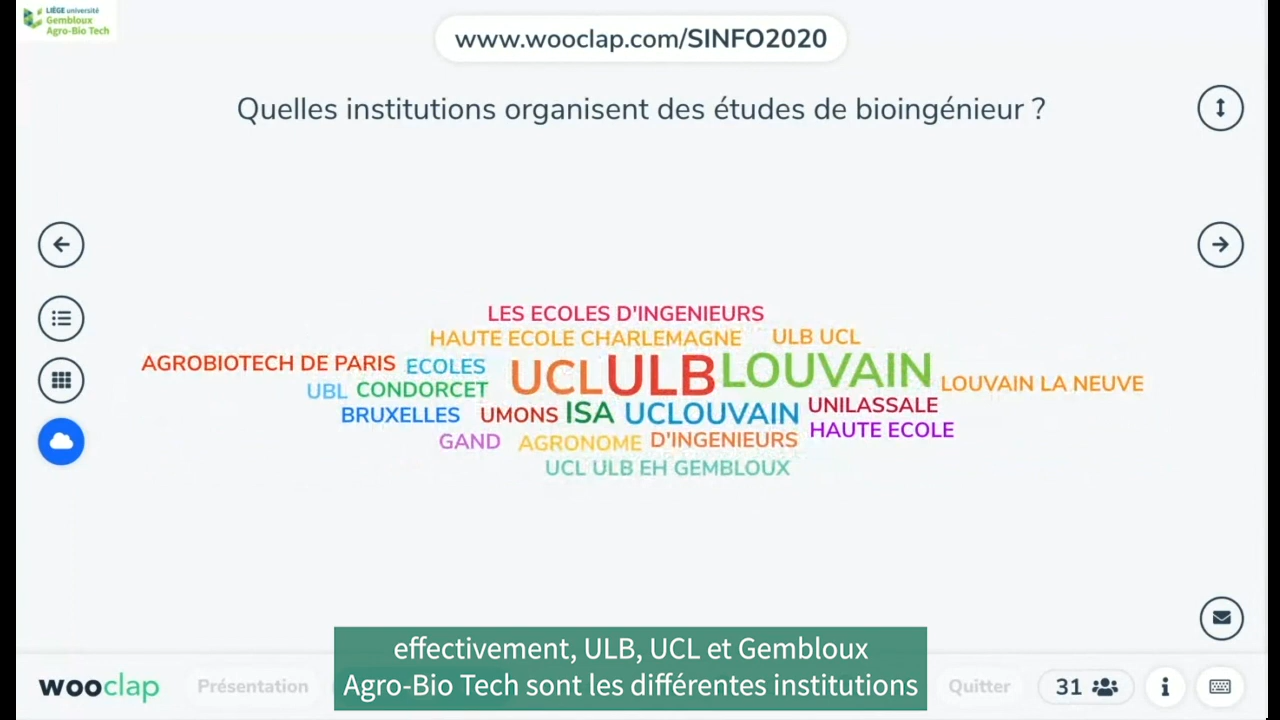 LIÈGE université
Gembloux
Agro-Bio Tech
www.wooclap.com/SINFO2020
Quelles institutions organisent des études de bioingénieur ?
LES ECOLES D'INGENIEURS
HAUTE ECOLE CHARLEMAGNE ULB UCL
AGROBIOTECH DE PARIS ECOLES UCL ULB LOUVAIN LOUVAIN LA NEUVE
UBL CONDORCET
BRUXELLES UMONS ISA UCLOUVAIN UNILASSALE
GAND AGRONOME D'INGENIEURS HAUTE ECOLE
UCL ULB EH GEMBLOUX
effectivement, ULB, UCL et Gembloux
Agro-Bio Tech sont les différentes institutions
wooclap Présentation Quitter 31